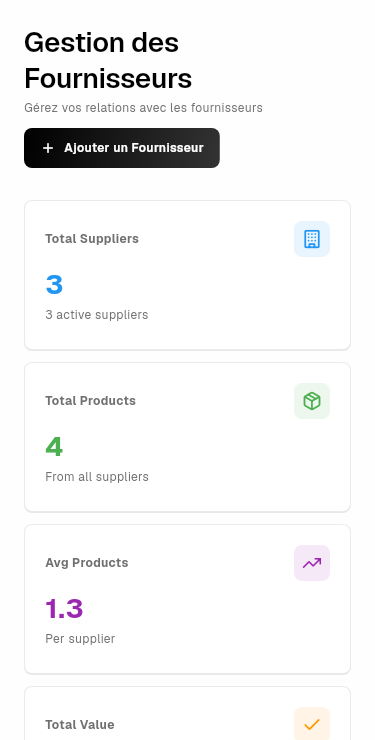 Gestion des
Fournisseurs
Gérez vos relations avec les fournisseurs
Ajouter un Fournisseur
Total Suppliers
3
3 active suppliers
Total Products
4
From all suppliers
Avg Products
1.3
Per supplier
Total Value